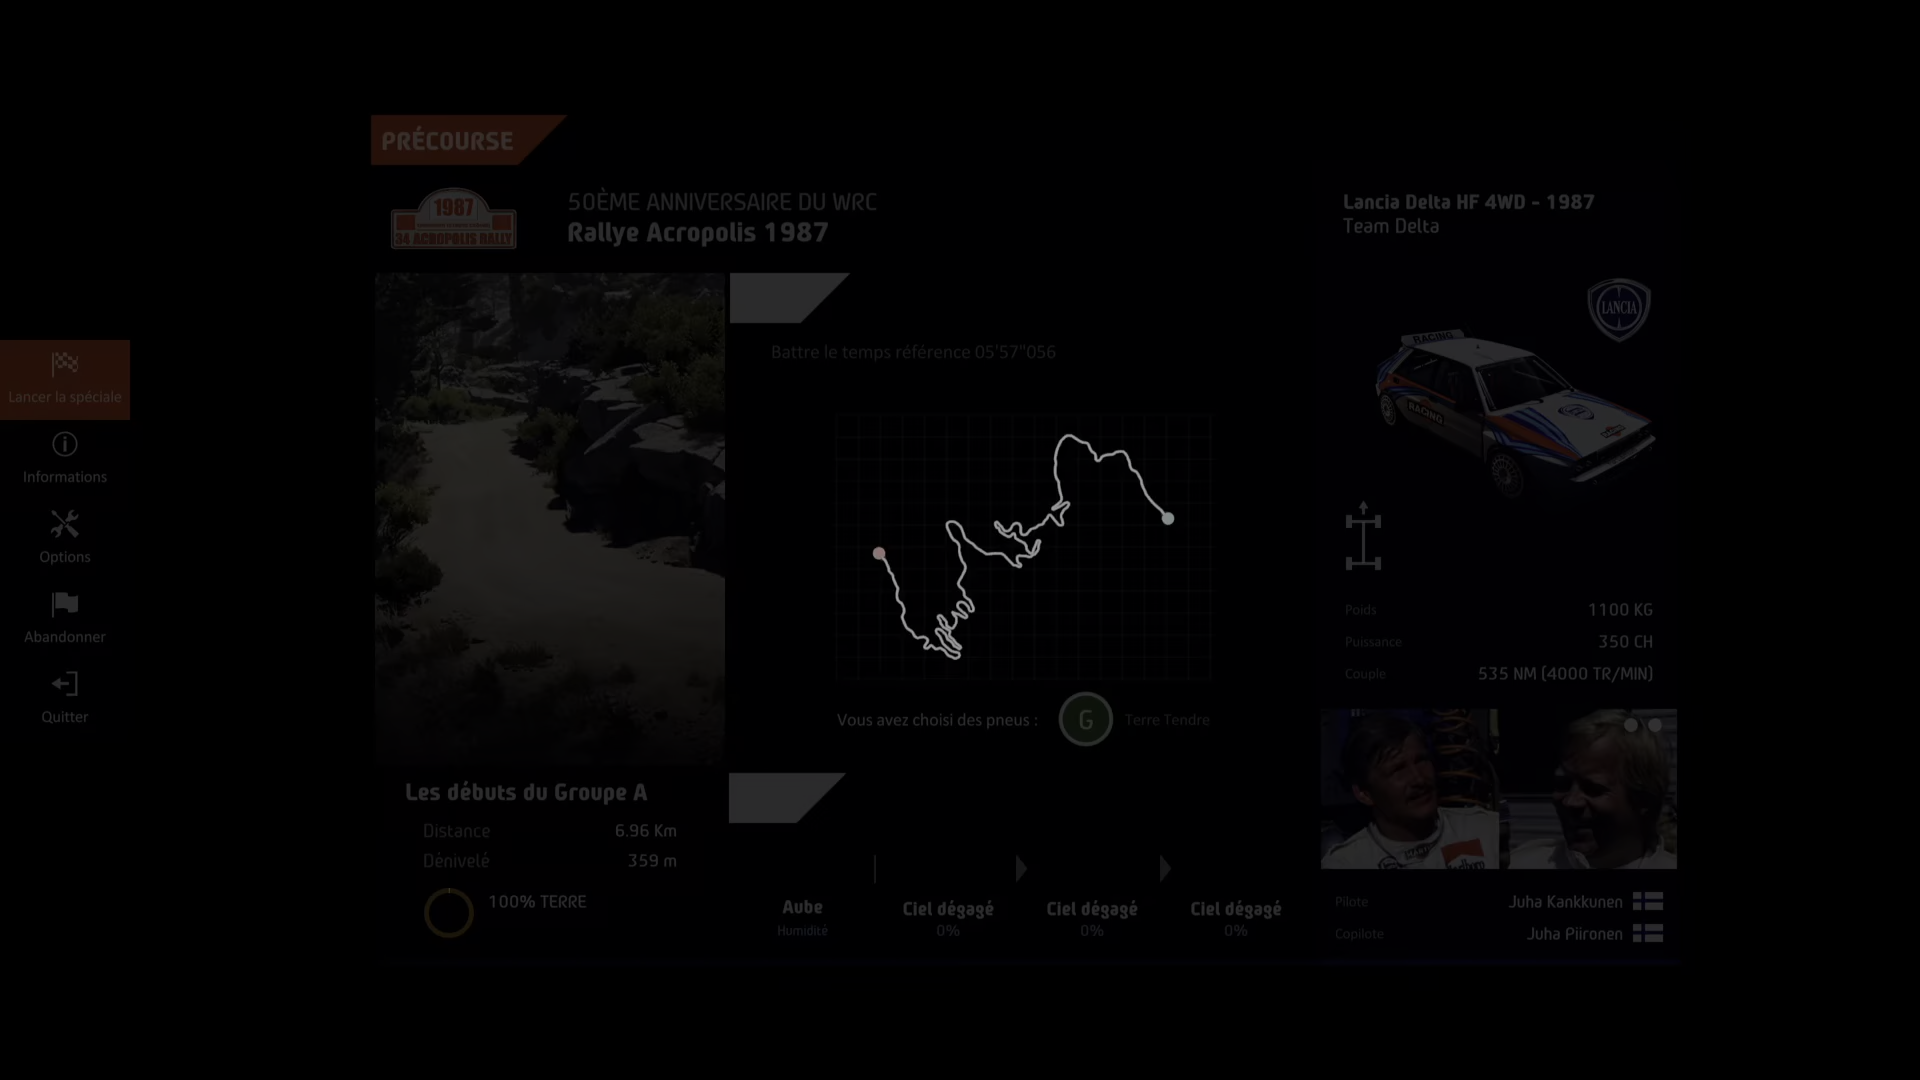 PRÉCOURSE
1987
34 ACROPOLIS RALLY
50ÈME ANNIVERSAIRE DU WRC
Rallye Acropolis 1987
Lancer la spéciale
Informations
Options
Abandonner
Quitter
Battre le temps référence 05'57"056
Vous avez choisi des pneus :
G
Terre Tendre
Les débuts du Groupe A
Distance 6.96 Km
Dénivelé 359 m
100% TERRE
Aube Ciel dégagé Ciel dégagé Ciel dégagé
Humidité 0% 0% 0%
Lancia Delta HF 4WD - 1987
Team Delta
LANCIA
RACING
RACING
Poids 1100 KG
Puissance 350 CH
Couple 535 NM (4000 TR/MIN)
Pilote Juha Kankkunen
Copilote Juha Piironen